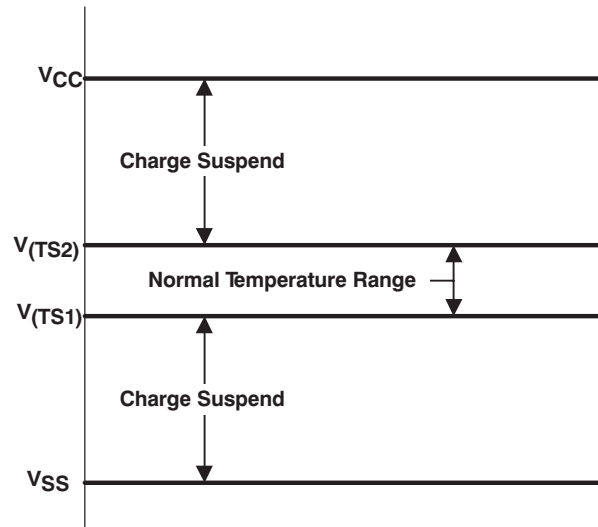 VCC
Charge Suspend
V(TS2)
Normal Temperature Range
V(TS1)
Charge Suspend
VSS